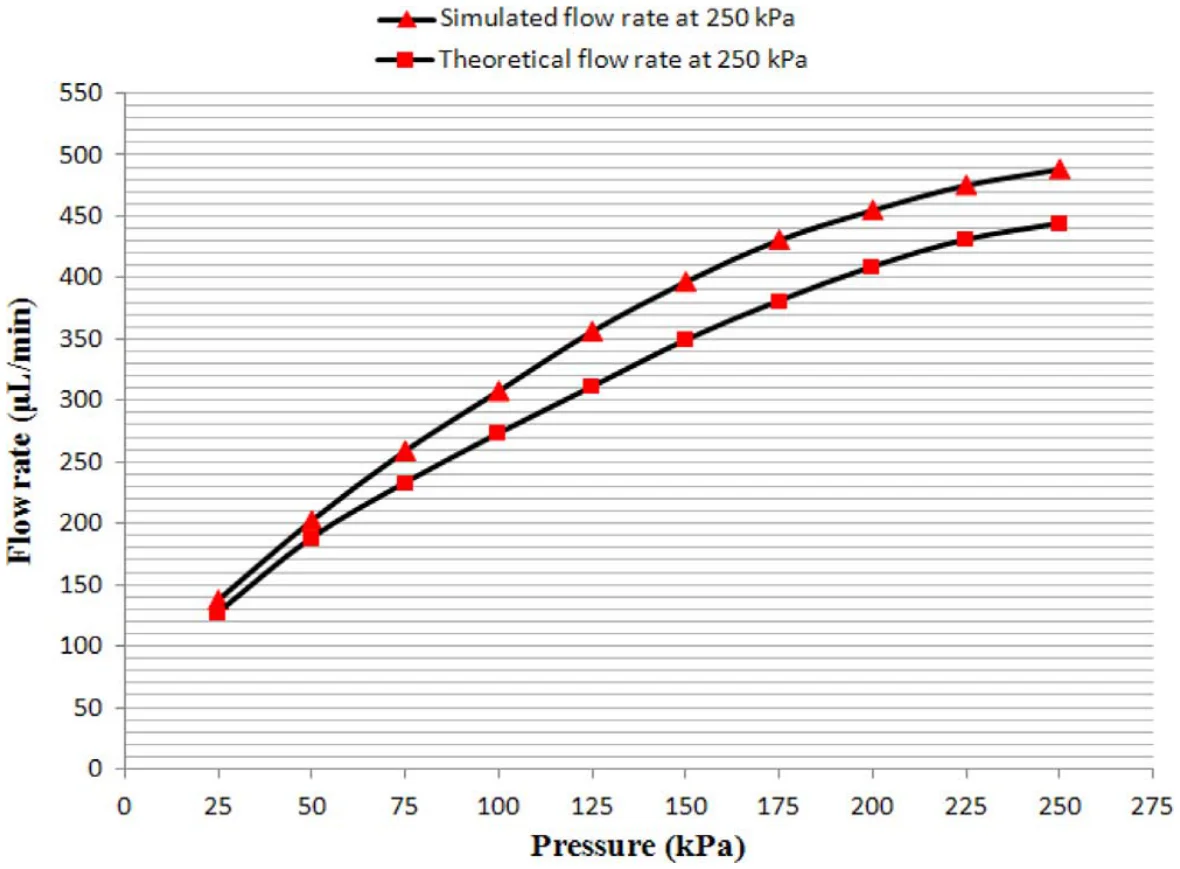 Simulated flow rate at 250 kPa
Theoretical flow rate at 250 kPa
550
500
450
400
350
300
250
200
150
100
50
0
Flow rate (µL/min)
0 25 50 75 100 125 150 175 200 225 250 275
Pressure (kPa)